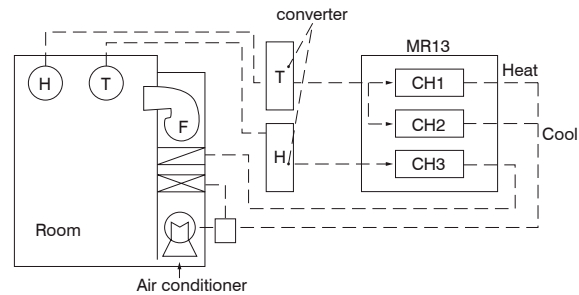 converter
MR13
H
T
T
CH1
Heat
F
CH2
Cool
H
CH3
Room
M
Air conditioner